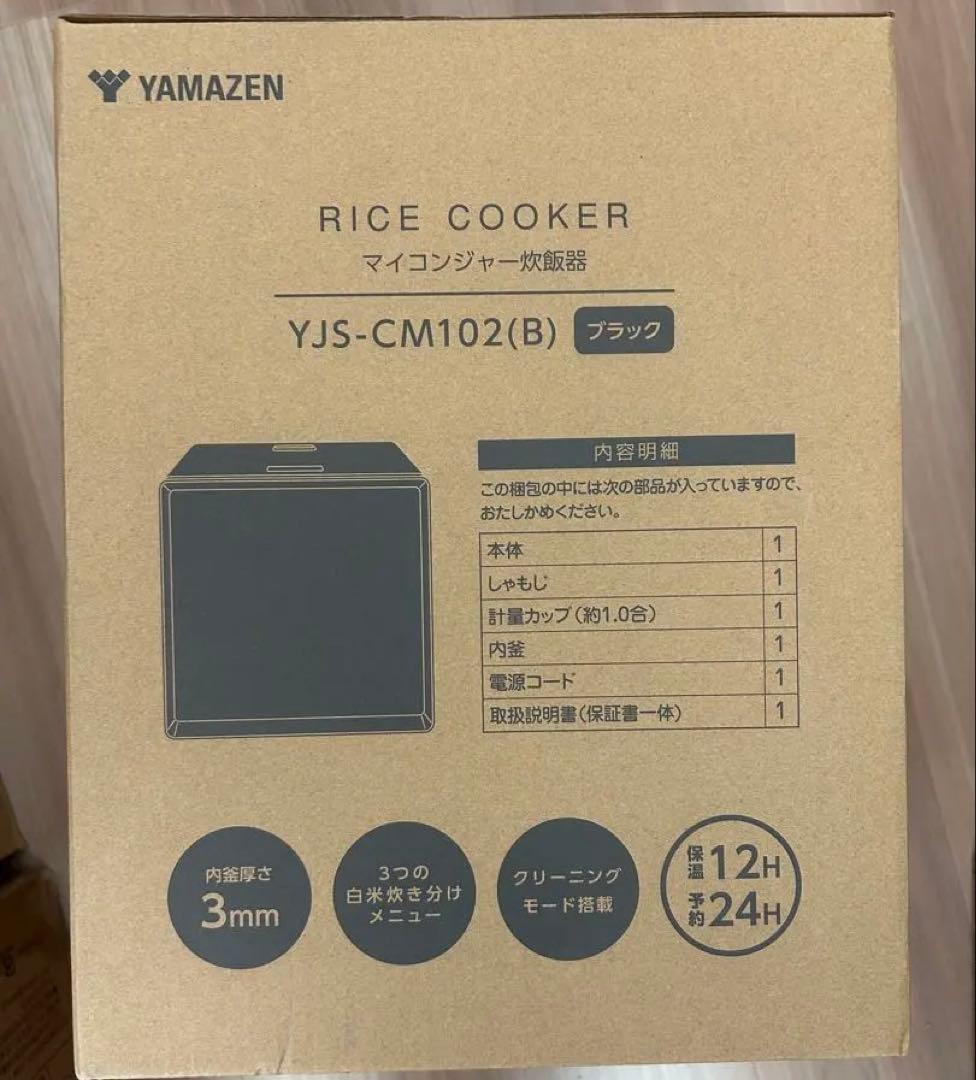 YAMAZEN
RICE COOKER
マイコンジャー炊飯器
YJS-CM102(B) ブラック
内容明細
この梱包の中には次の部品が入っていますので、
おたしかめください。
本体 1
しゃもじ 1
計量カップ(約1.0合) 1
内釜 1
電源コード 1
取扱説明書(保証書一体) 1
内釜厚さ
3mm
3つの
白米炊き分け
メニュー
クリーニング
モード搭載
保温 12H
予約 24H